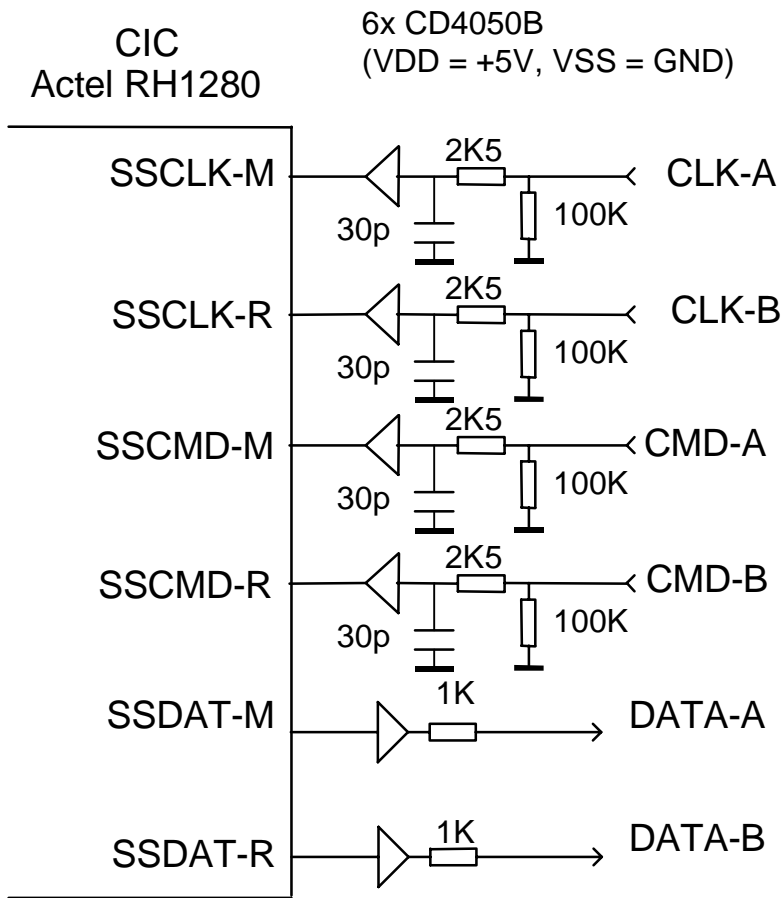 CIC
Actel RH1280
6x CD4050B
(VDD = +5V, VSS = GND)
SSCLK-M
2K5
CLK-A
30p
100K
SSCLK-R
2K5
CLK-B
30p
100K
SSCMD-M
2K5
CMD-A
30p
100K
SSCMD-R
2K5
CMD-B
30p
100K
SSDAT-M
1K
DATA-A
SSDAT-R
1K
DATA-B